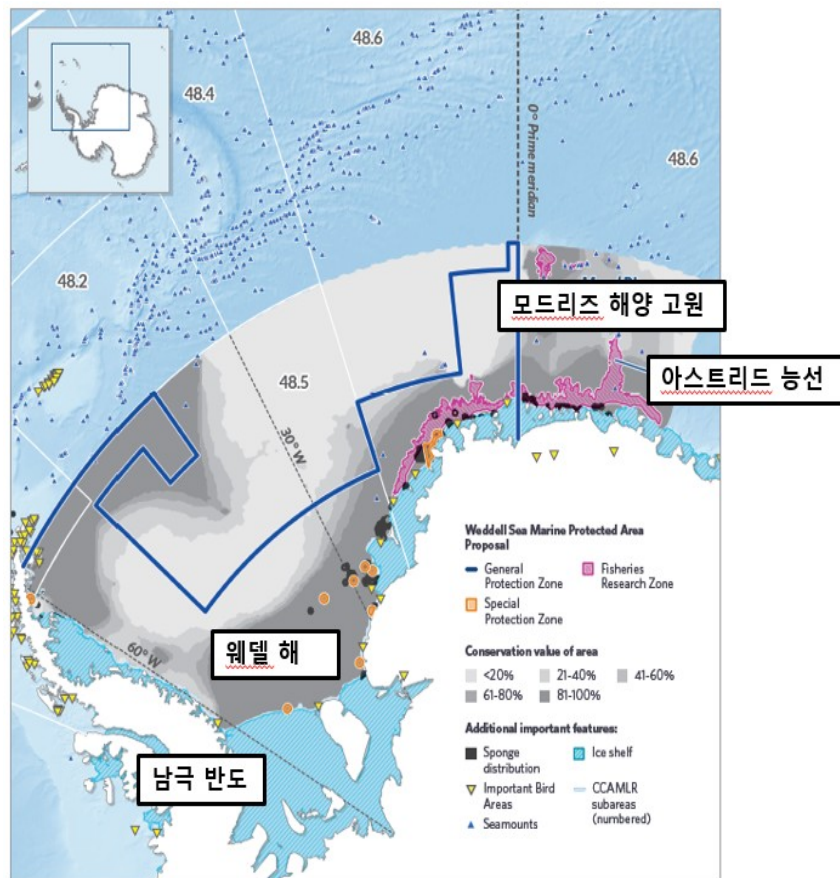 48.6
48.4
0° Prime meridian
48.6
48.2
모드리즈 해양 고원
아스트리드 능선
48.5
30° W
Weddell Sea Marine Protected Area
Proposal
General
Protection Zone
Fisheries
Research Zone
Special
Protection Zone
웨델 해
60° W
Conservation value of area
<20%
21-40%
41-60%
61-80%
81-100%
Additional important features:
Sponge
distribution
Ice shelf
남극 반도
Important Bird
Areas
CCAMLR
subareas
(numbered)
Seamounts